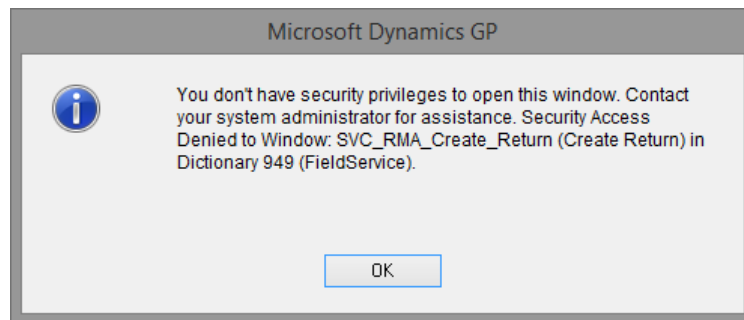 Microsoft Dynamics GP
You don't have security privileges to open this window. Contact
your system administrator for assistance. Security Access
Denied to Window: SVC_RMA_Create_Return (Create Return) in
Dictionary 949 (FieldService).
OK